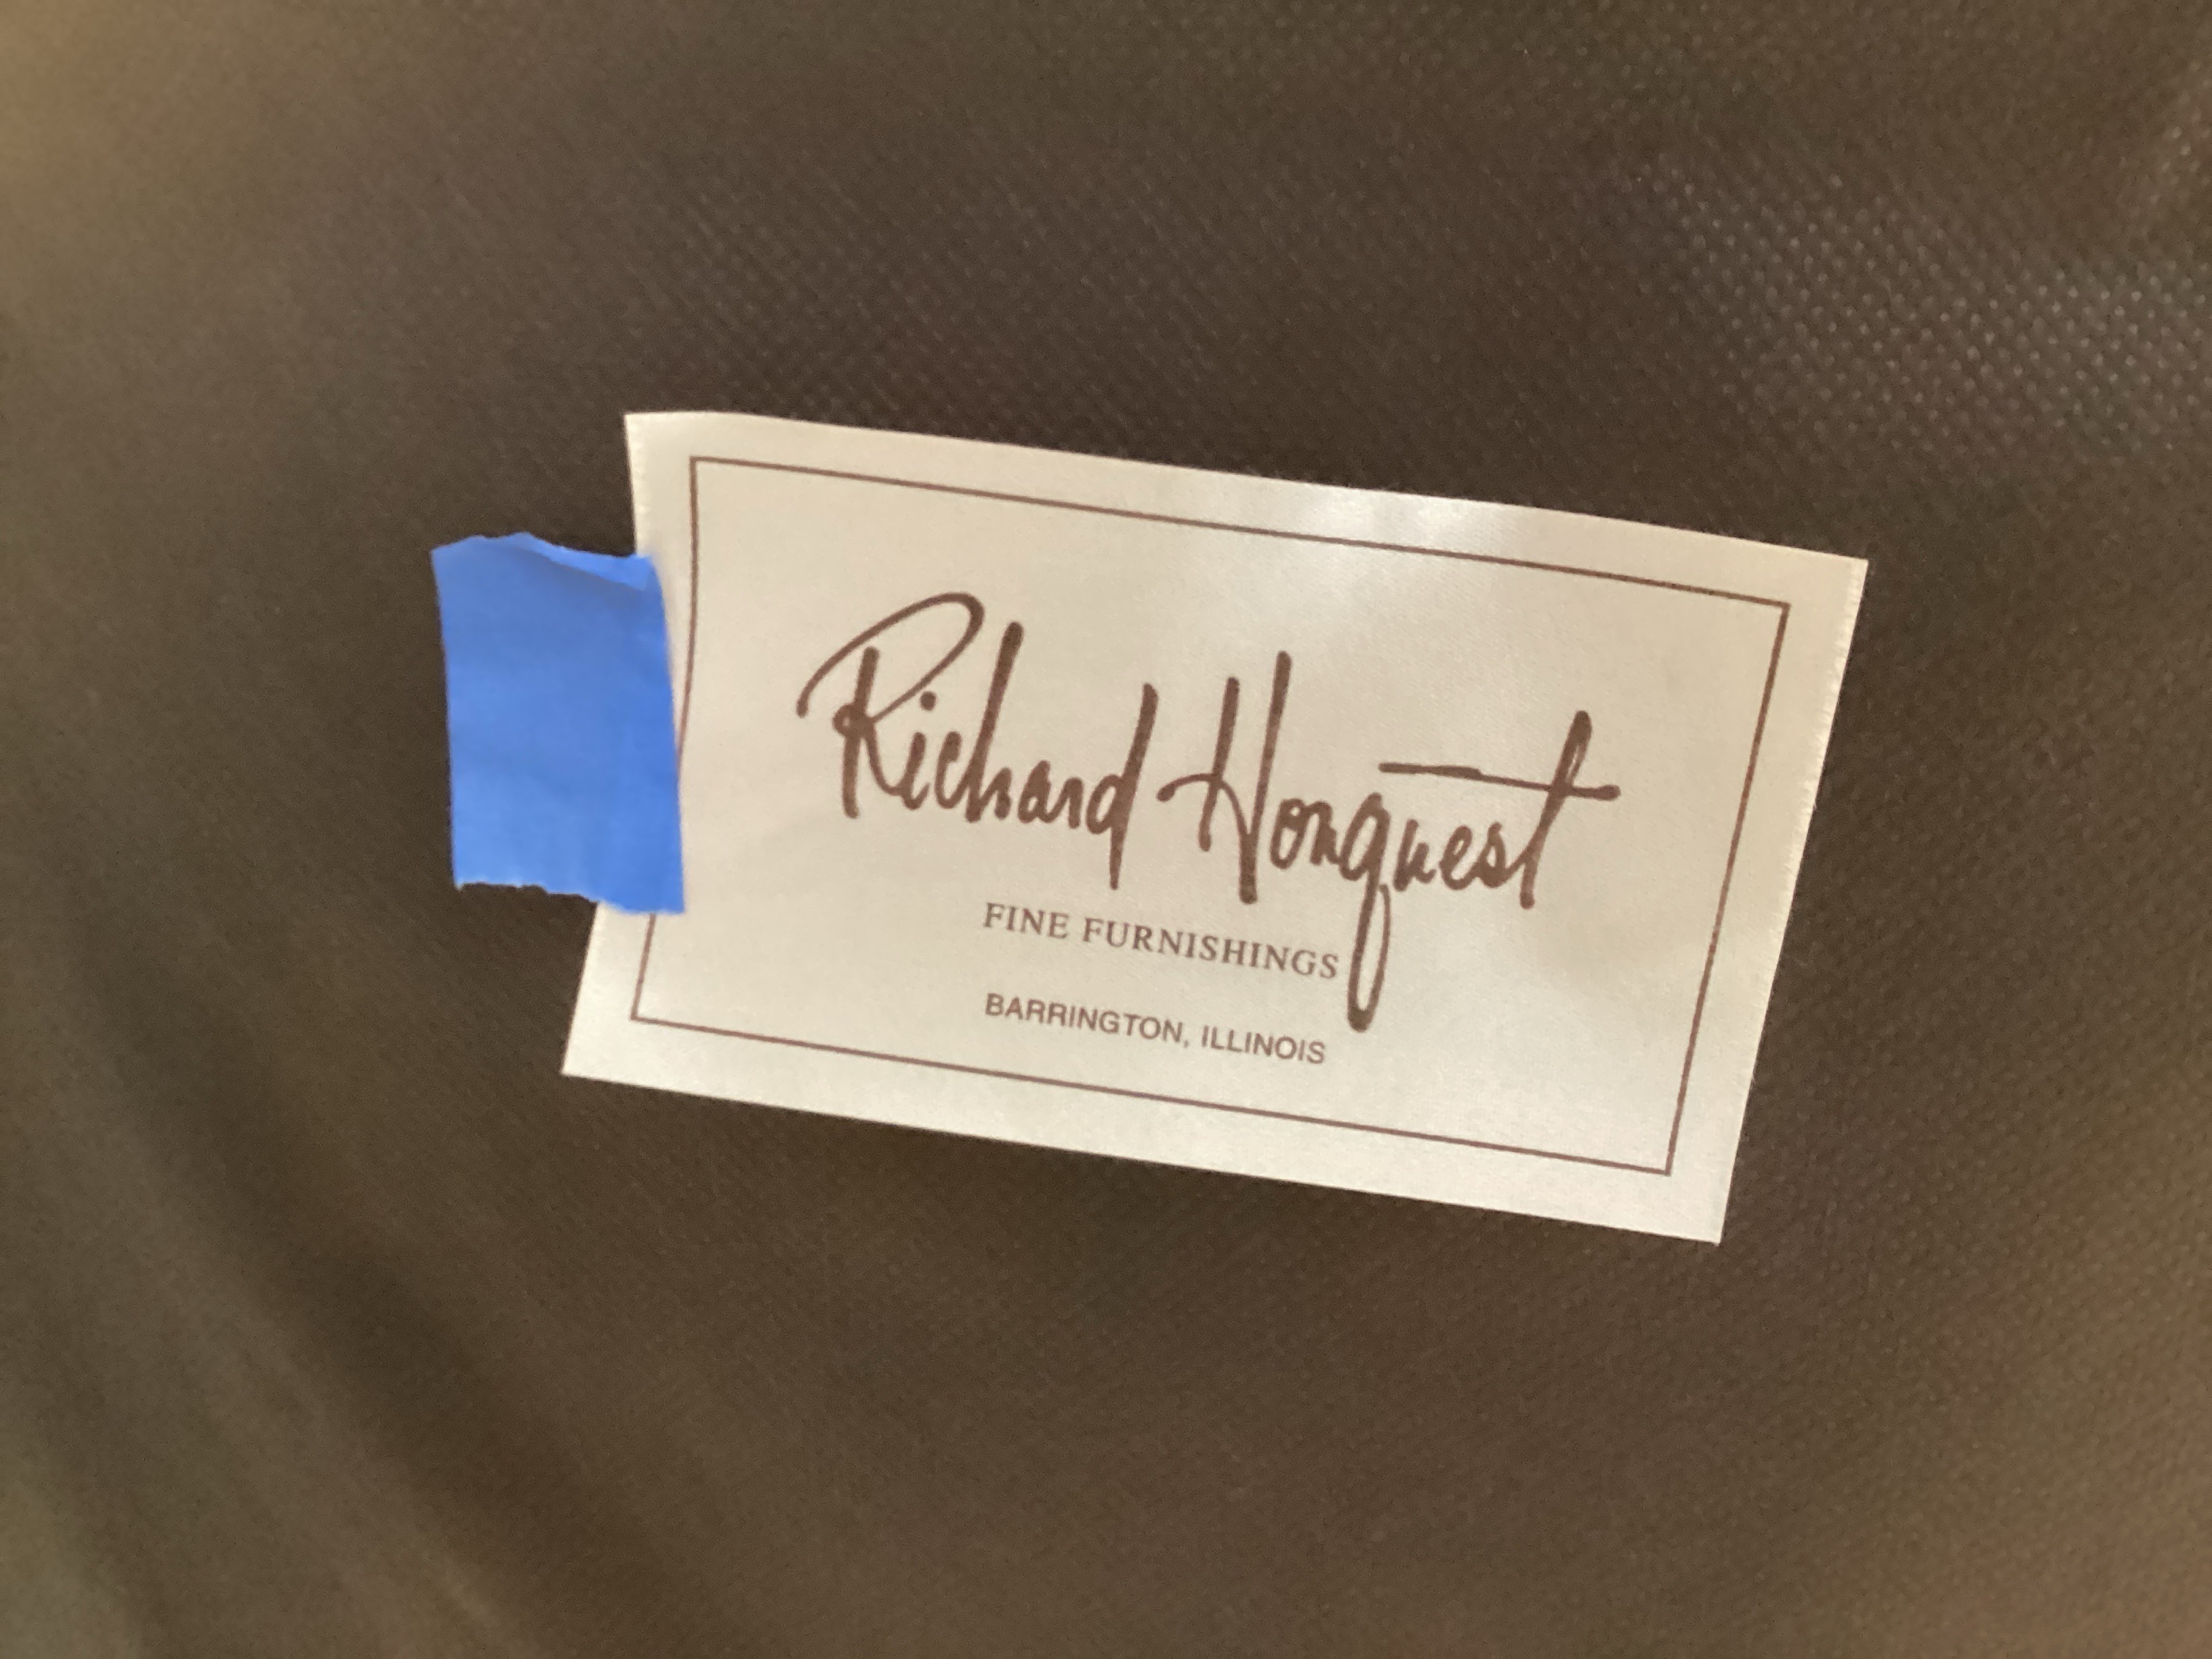 Richard Honquest
FINE FURNISHINGS
BARRINGTON, ILLINOIS